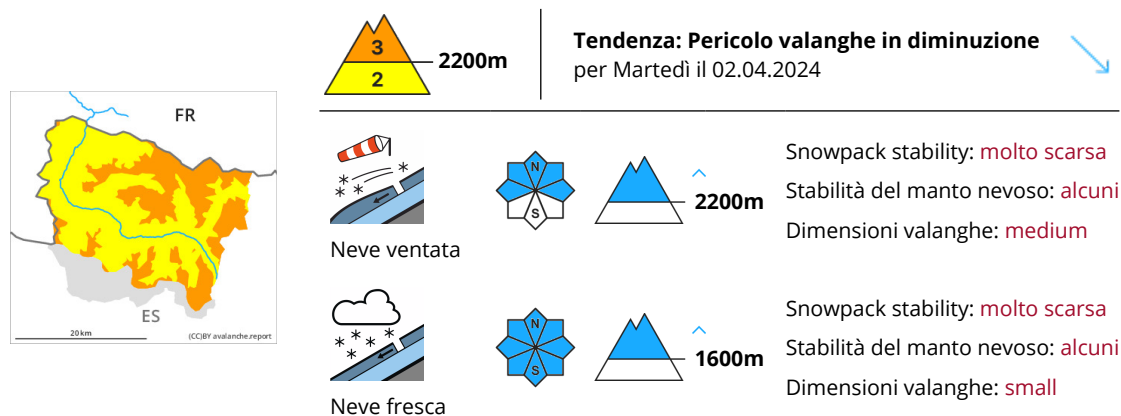 3
2
2200m
Tendenza: Pericolo valanghe in diminuzione
per Martedì il 02.04.2024
FR
ES
20 km
(CC)BY avalanche.report
Neve ventata
N
S
2200m
Snowpack stability: molto scarsa
Stabilità del manto nevoso: alcuni
Dimensioni valanghe: medium
Neve fresca
N
S
1600m
Snowpack stability: molto scarsa
Stabilità del manto nevoso: alcuni
Dimensioni valanghe: small